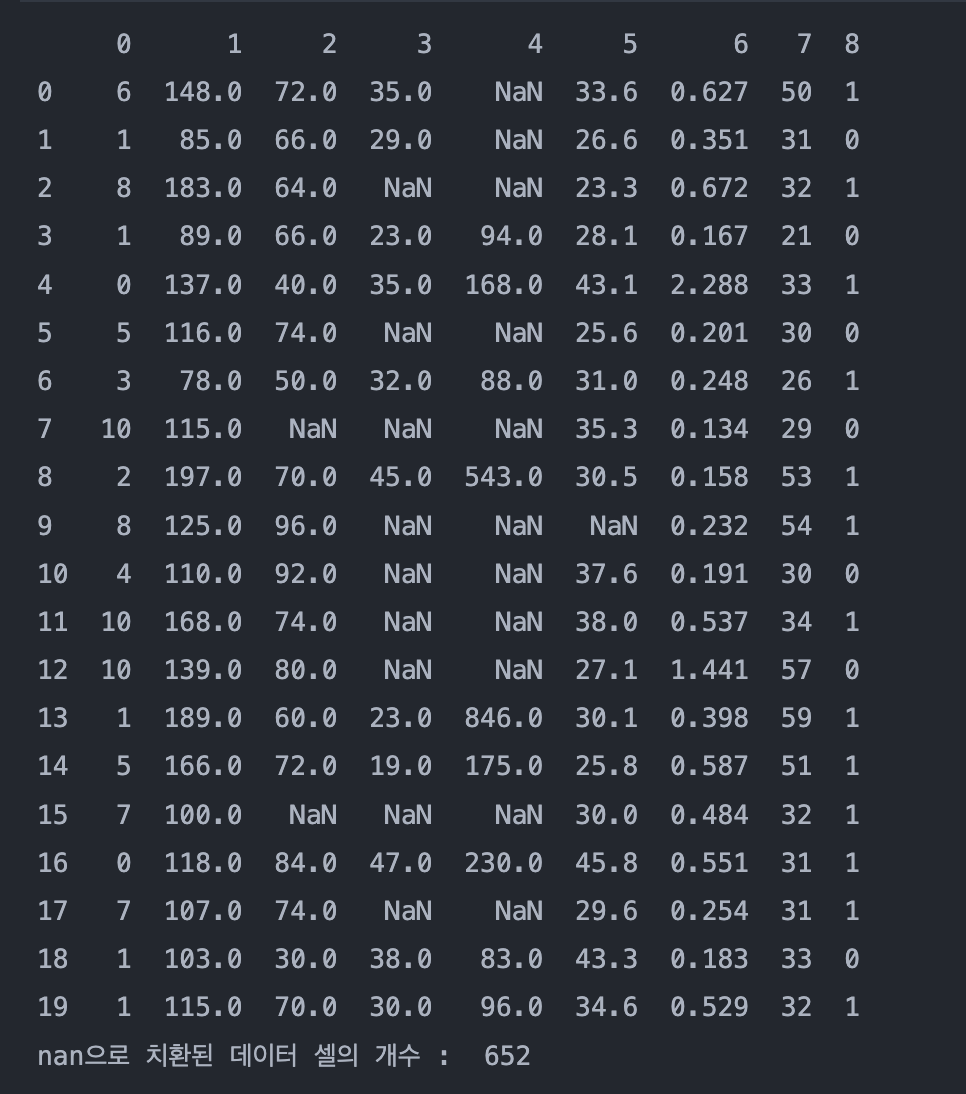 0 1 2 3 4 5 6 7 8
0 6 148.0 72.0 35.0 NaN 33.6 0.627 50 1
1 1 85.0 66.0 29.0 NaN 26.6 0.351 31 0
2 8 183.0 64.0 NaN NaN 23.3 0.672 32 1
3 1 89.0 66.0 23.0 94.0 28.1 0.167 21 0
4 0 137.0 40.0 35.0 168.0 43.1 2.288 33 1
5 5 116.0 74.0 NaN NaN 25.6 0.201 30 0
6 3 78.0 50.0 32.0 88.0 31.0 0.248 26 1
7 10 115.0 NaN NaN NaN 35.3 0.134 29 0
8 2 197.0 70.0 45.0 543.0 30.5 0.158 53 1
9 8 125.0 96.0 NaN NaN NaN 0.232 54 1
10 4 110.0 92.0 NaN NaN 37.6 0.191 30 0
11 10 168.0 74.0 NaN NaN 38.0 0.537 34 1
12 10 139.0 80.0 NaN NaN 27.1 1.441 57 0
13 1 189.0 60.0 23.0 846.0 30.1 0.398 59 1
14 5 166.0 72.0 19.0 175.0 25.8 0.587 51 1
15 7 100.0 NaN NaN NaN 30.0 0.484 32 1
16 0 118.0 84.0 47.0 230.0 45.8 0.551 31 1
17 7 107.0 74.0 NaN NaN 29.6 0.254 31 1
18 1 103.0 30.0 38.0 83.0 43.3 0.183 33 0
19 1 115.0 70.0 30.0 96.0 34.6 0.529 32 1
nan으로 치환된 데이터 셀의 개수 : 652